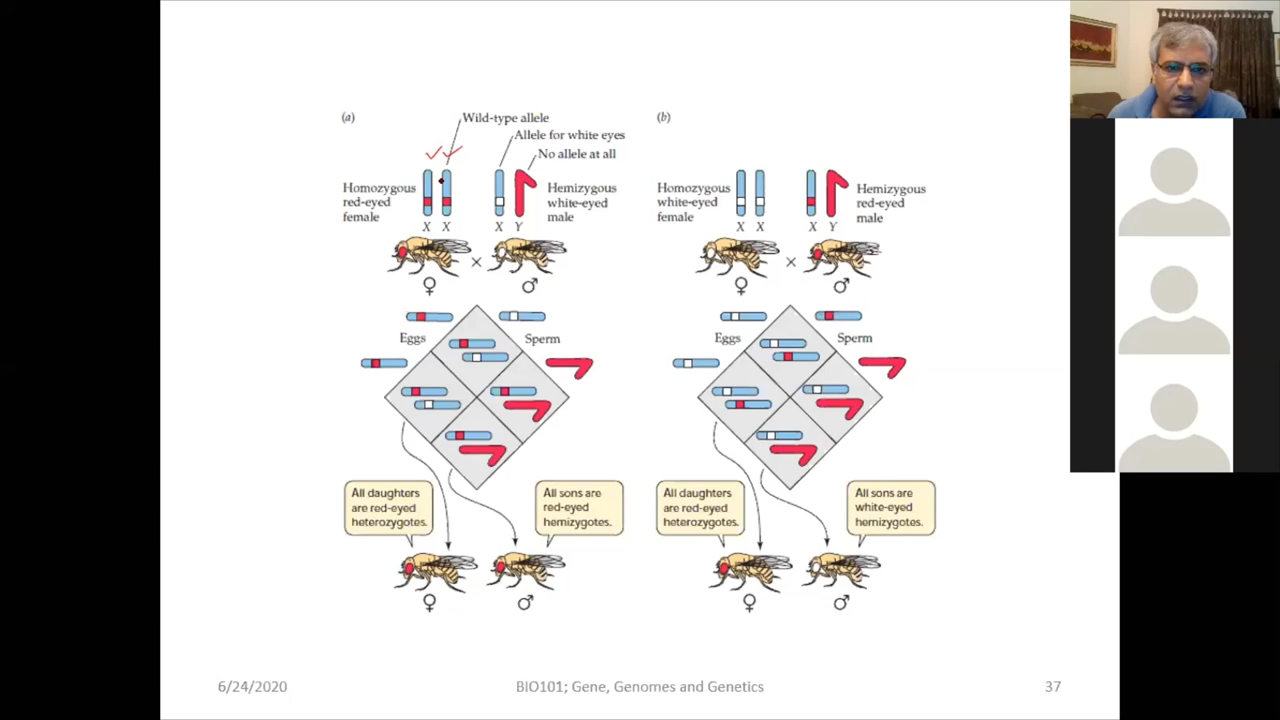 (a)
Wild-type allele
Allele for white eyes
No allele at all
Homozygous
red-eyed
female
X X
X Y
Hemizygous
white-eyed
male
×
♀
♂
Eggs
Sperm
All daughters
are red-eyed
heterozygotes.
All sons are
red-eyed
hemizygotes.
♀
♂
(b)
Homozygous
white-eyed
female
X X
X Y
Hemizygous
red-eyed
male
×
♀
♂
Eggs
Sperm
All daughters
are red-eyed
heterozygotes.
All sons are
white-eyed
hemizygotes.
♀
♂
6/24/2020
BIO101; Gene, Genomes and Genetics
37